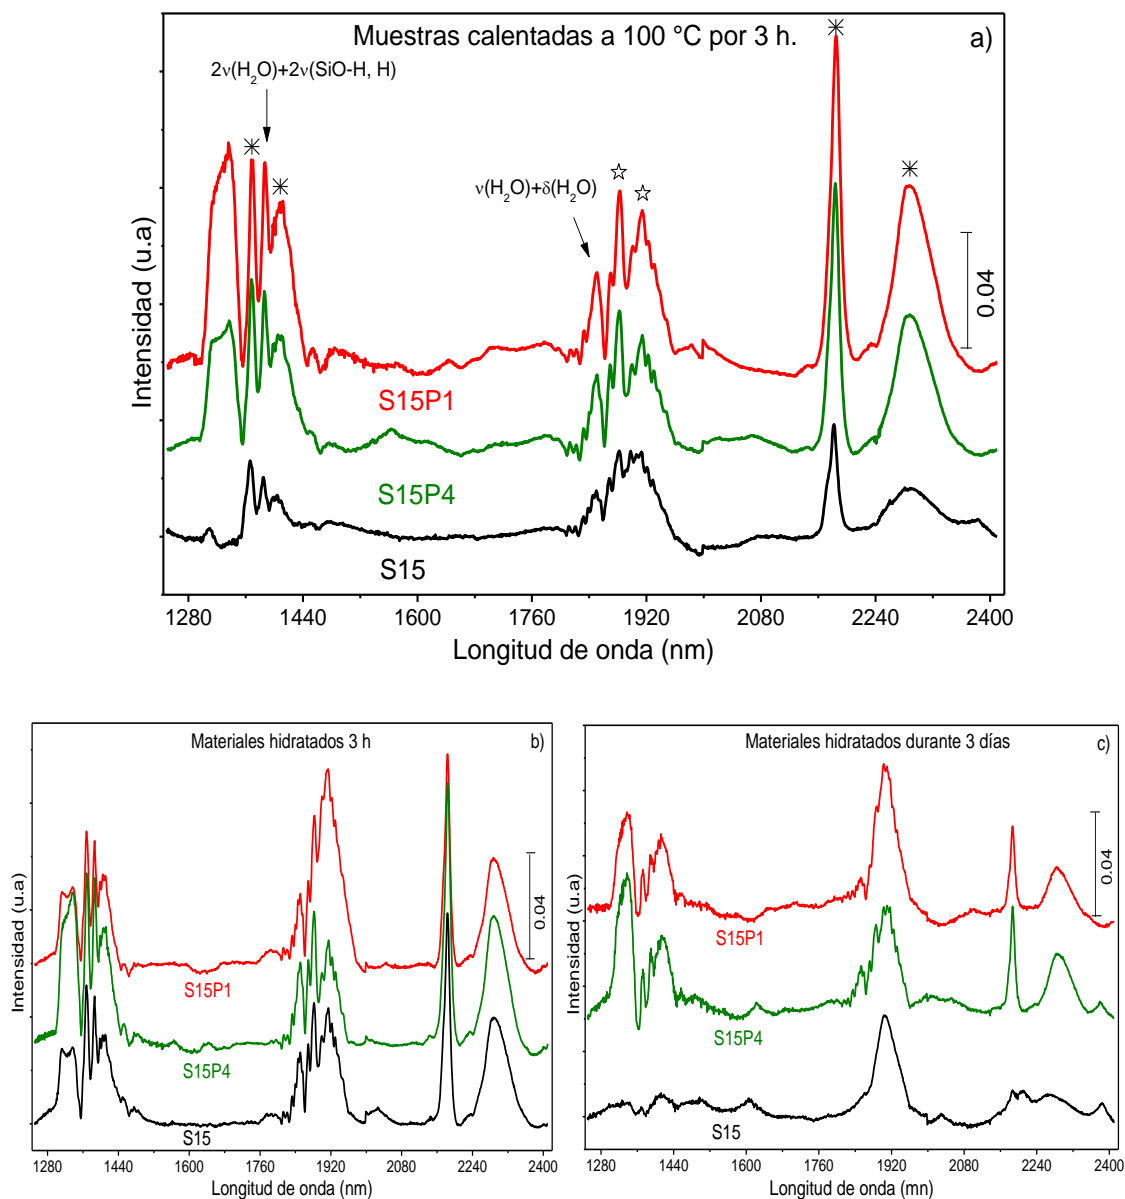 Muestras calentadas a 100 °C por 3 h.
a)
2ν(H2O)+2ν(SiO-H, H)
ν(H2O)+δ(H2O)
0.04
Intensidad (u.a)
S15P1
S15P4
S15
1280 1440 1600 1760 1920 2080 2240 2400
Longitud de onda (nm)
Materiales hidratados 3 h
b)
0.04
Intensidad (u.a)
S15P1
S15P4
S15
1280 1440 1600 1760 1920 2080 2240 2400
Longitud de onda (nm)
Materiales hidratados durante 3 días
c)
0.04
Intensidad (u.a)
S15P1
S15P4
S15
1280 1440 1600 1760 1920 2080 2240 2400
Longitud de onda (mn)